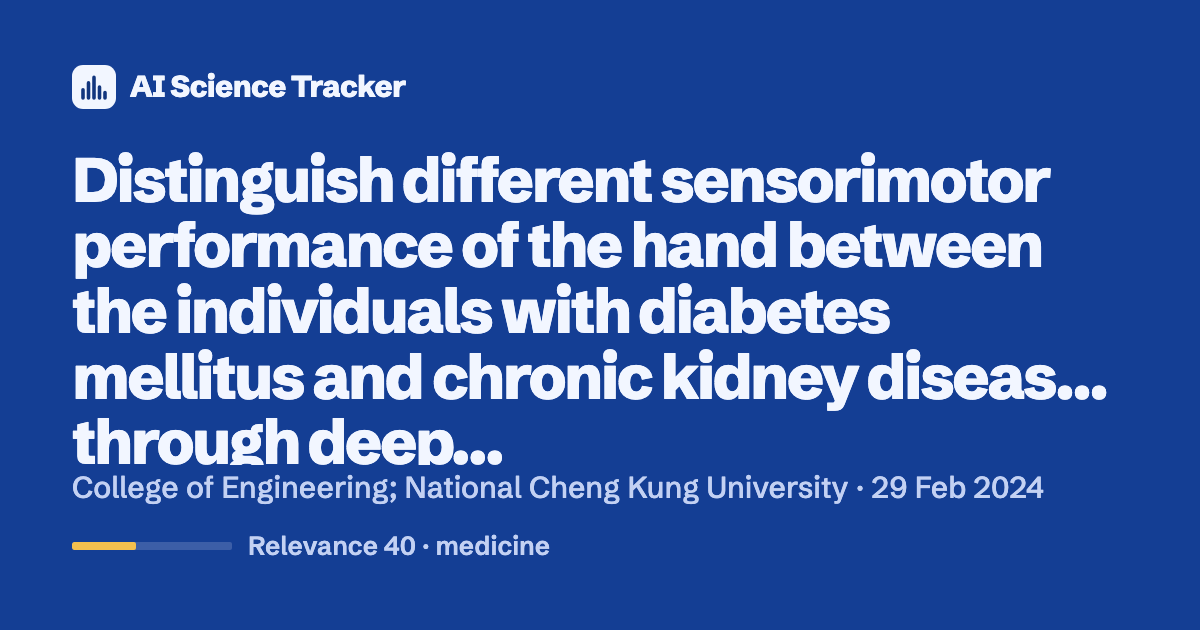 AI Science Tracker
Distinguish different sensorimotor
performance of the hand between
the individuals with diabetes
mellitus and chronic kidney diseas...
through deep...
College of Engineering; National Cheng Kung University · 29 Feb 2024
Relevance 40 · medicine